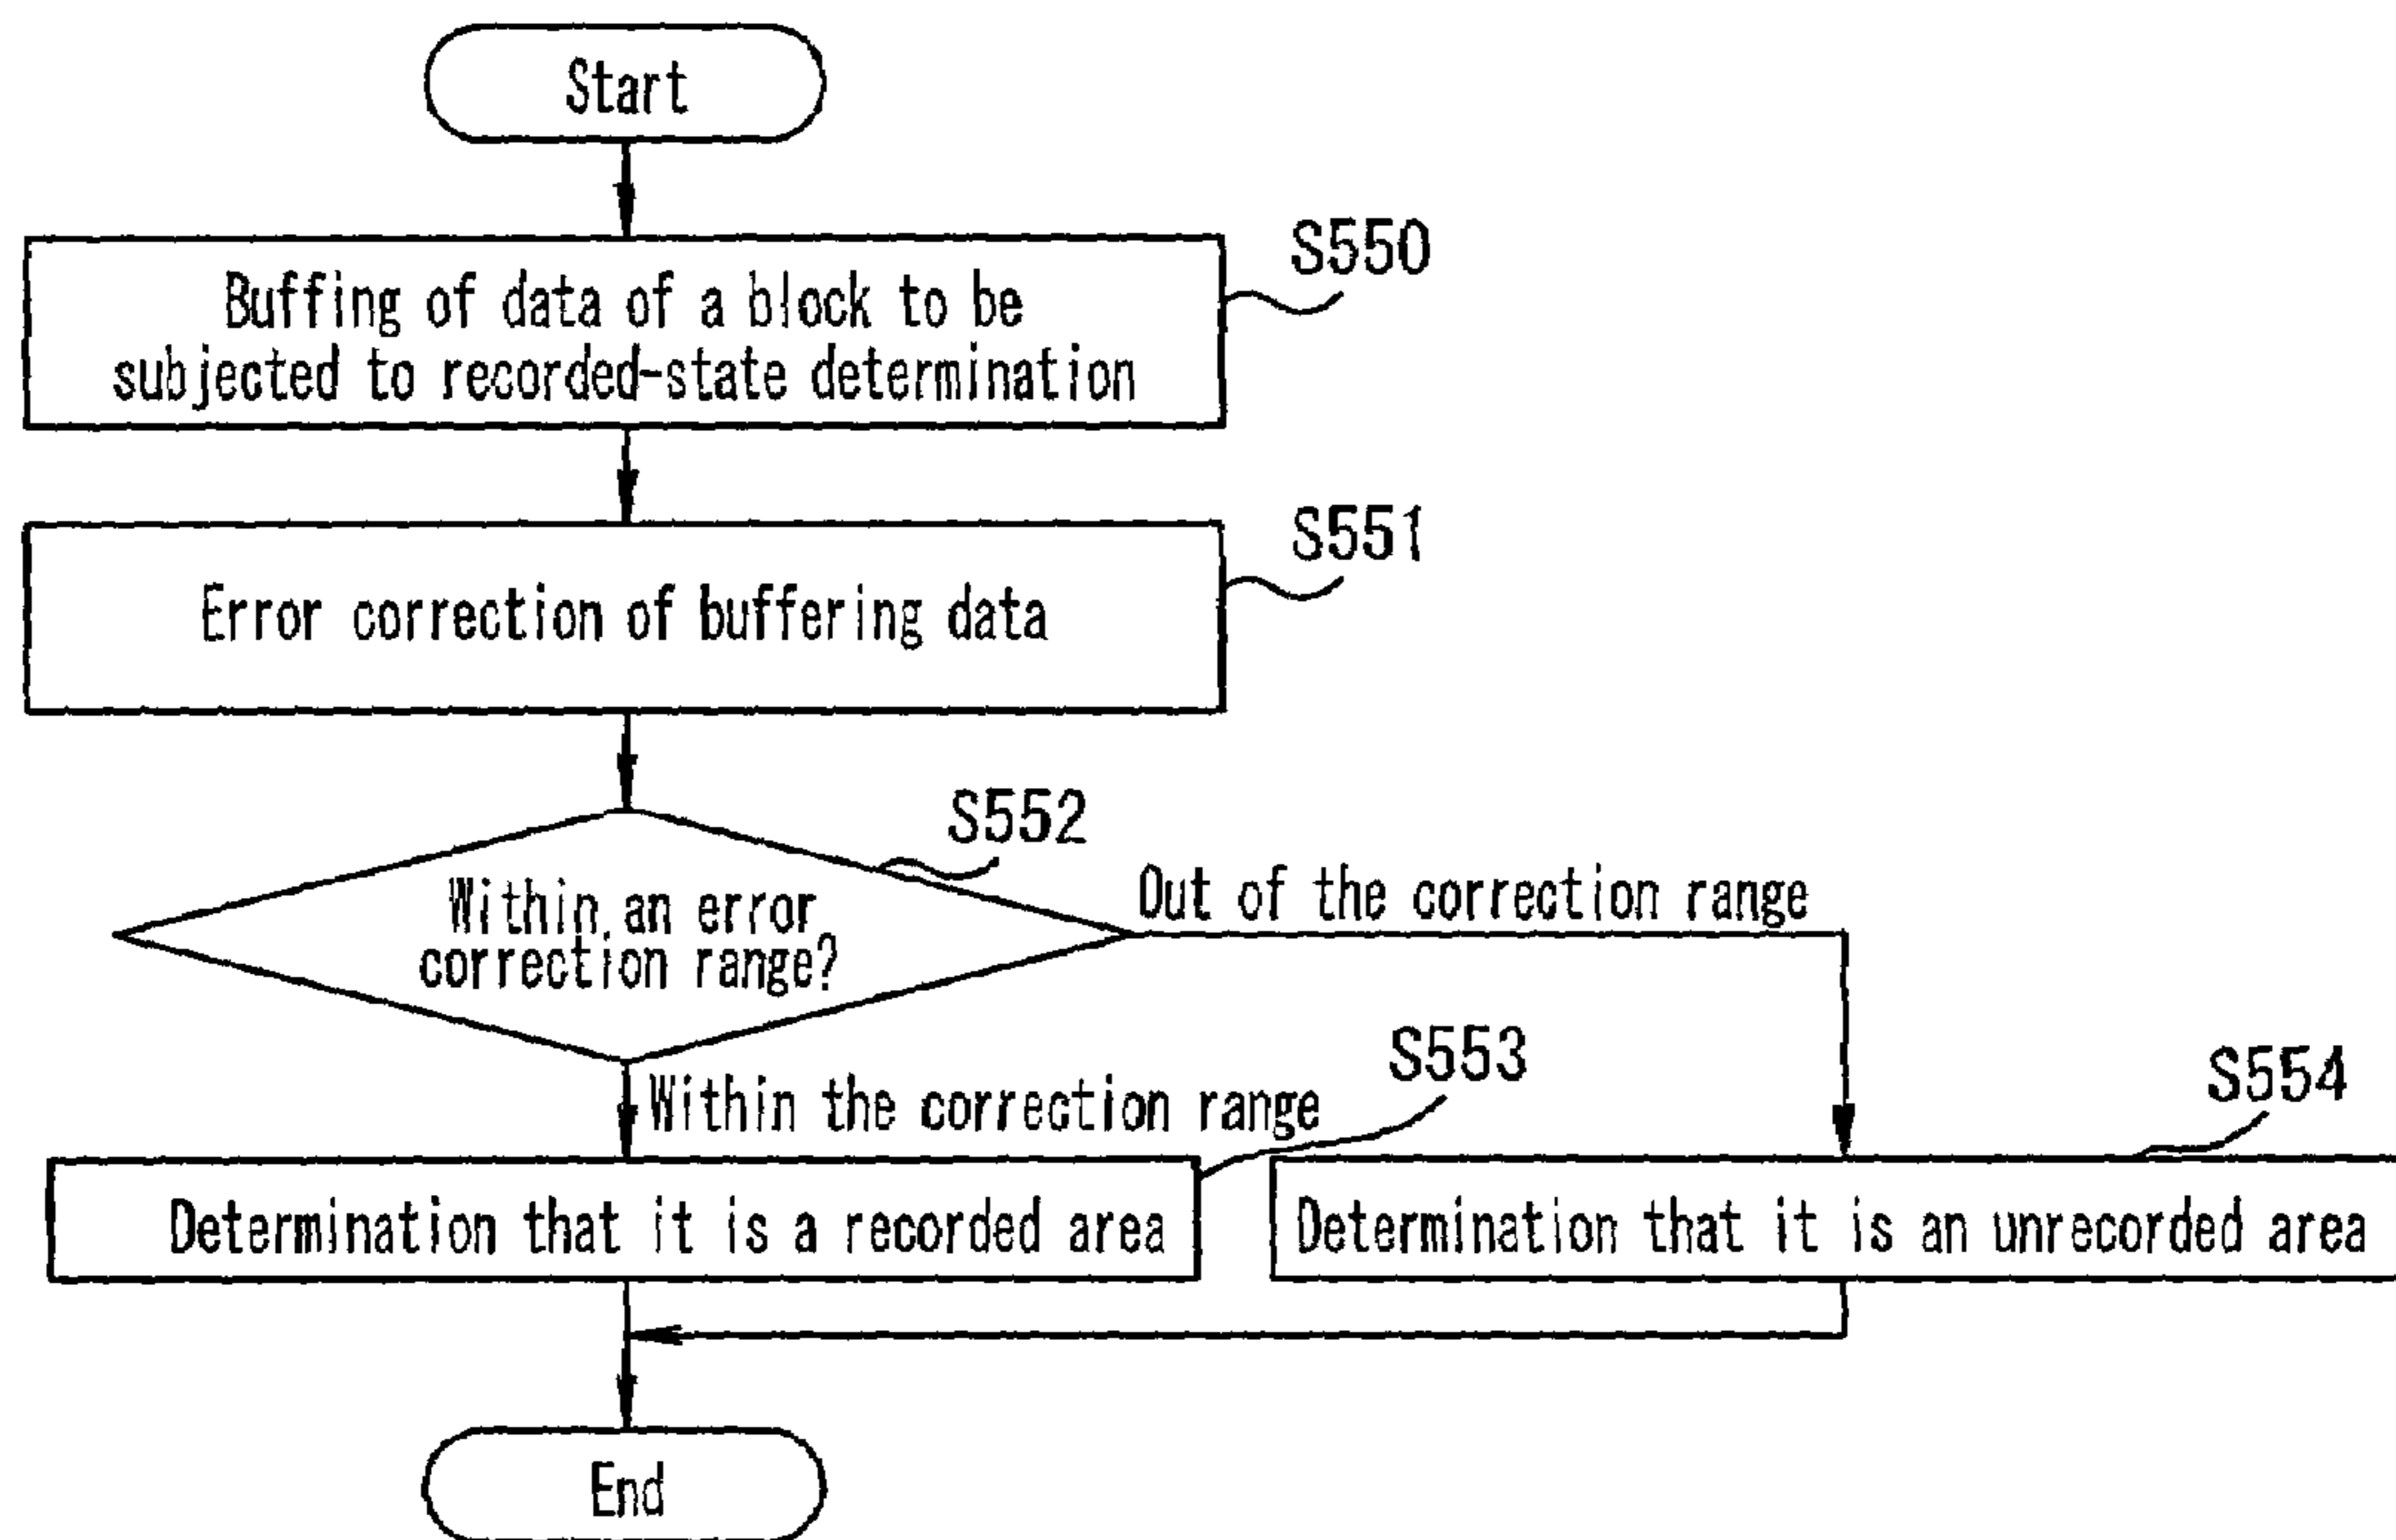 Start
S550
Buffing of data of a block to be
subjected to recorded-state determination
S551
Error correction of buffering data
S552
Within an error
correction range?
Out of the correction range
Within the correction range
S553
S554
Determination that it is a recorded area
Determination that it is an unrecorded area
End